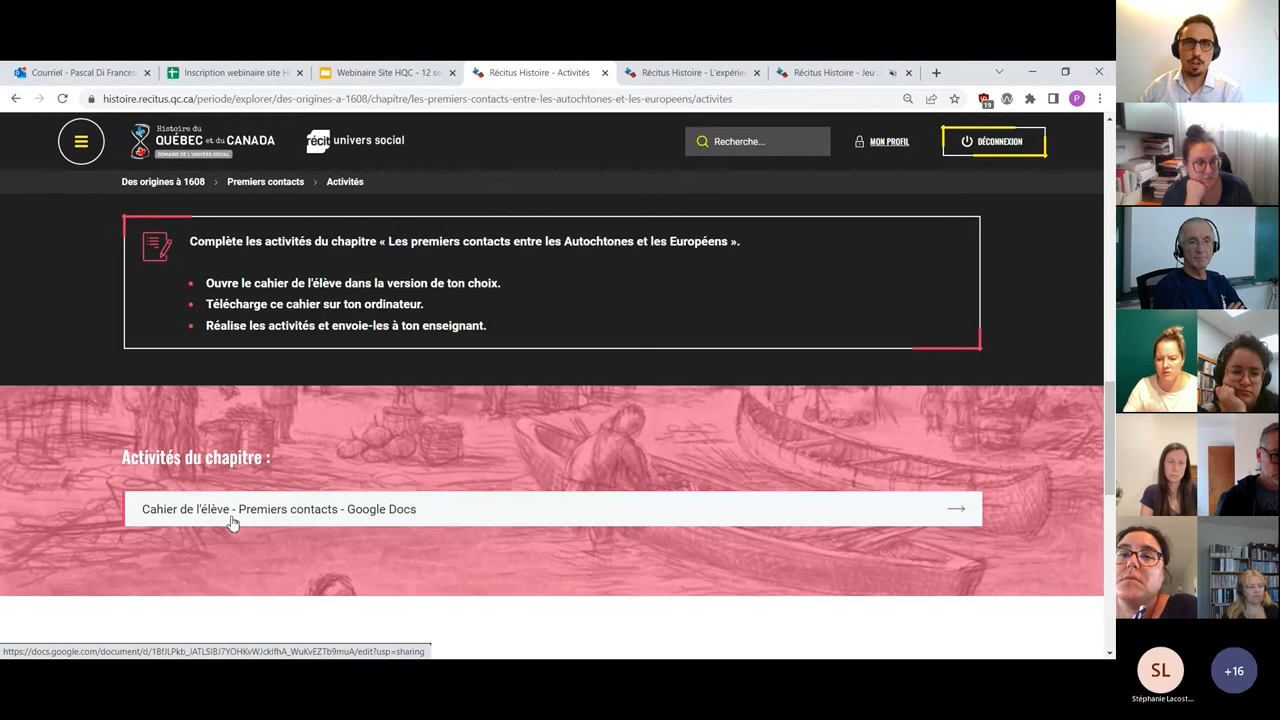 Courriel - Pascal Di Frances
Inscription webinaire site H
Webinaire Site HQC - 12 se
Récitus Histoire - Activités
Récitus Histoire - L'expérie
Récitus Histoire - Jeu :
histoire.recitus.qc.ca/periode/explorer/des-origines-a-1608/chapitre/les-premiers-contacts-entre-les-autochtones-et-les-europeens/activites
19
P
Histoire du
QUÉBEC et du CANADA
DOMAINE DE L'UNIVERS SOCIAL
récit univers social
Recherche...
MON PROFIL
DÉCONNEXION
Des origines à 1608 > Premiers contacts > Activités
Complète les activités du chapitre « Les premiers contacts entre les Autochtones et les Européens ».
• Ouvre le cahier de l'élève dans la version de ton choix.
• Télécharge ce cahier sur ton ordinateur.
• Réalise les activités et envoie-les à ton enseignant.
Activités du chapitre :
Cahier de l'élève - Premiers contacts - Google Docs
SL
+16
Stéphanie Lacost...